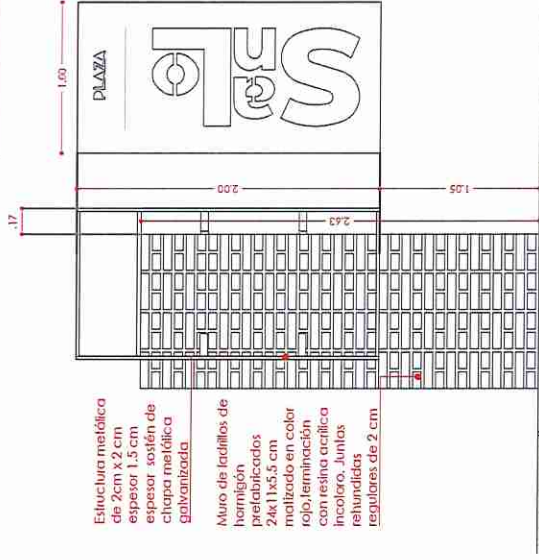 1.00
.17
PLAZA
2.00
2.63
1.05
Estructura metálica
de 2cm x 2 cm
espesor 1.5 cm
espesor sostén de
chapa metálica
galvanizada
Muro de ladrillos de
hormigón
prefabricados
24x11x5.5 cm
matizado en color
rojo,terminación
con resina acrílica
incoloro. Juntas
rehundidas
regulares de 2 cm